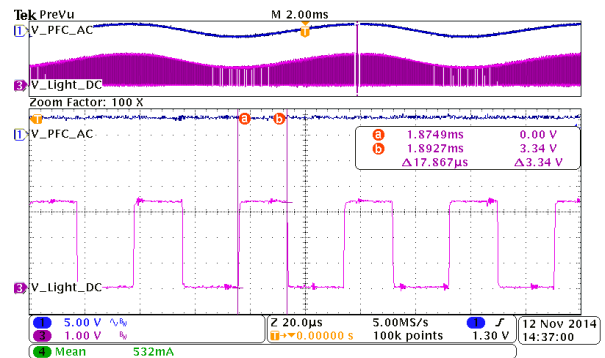 Tek PreVu M 2.00ms
1 V_PFC_AC
T
3 V_Light_DC
Zoom Factor: 100 X
T a b
1 V_PFC_AC
a 1.8749ms 0.00 V
b 1.8927ms 3.34 V
Δ17.867µs Δ3.34 V
3 V_Light_DC
1 5.00 V ∿ BW Z 20.0µs 5.00MS/s 1 ∫ 12 Nov 2014
3 1.00 V BW T→▼0.00000 s 100k points 1.30 V 14:37:00
4 Mean 532mA